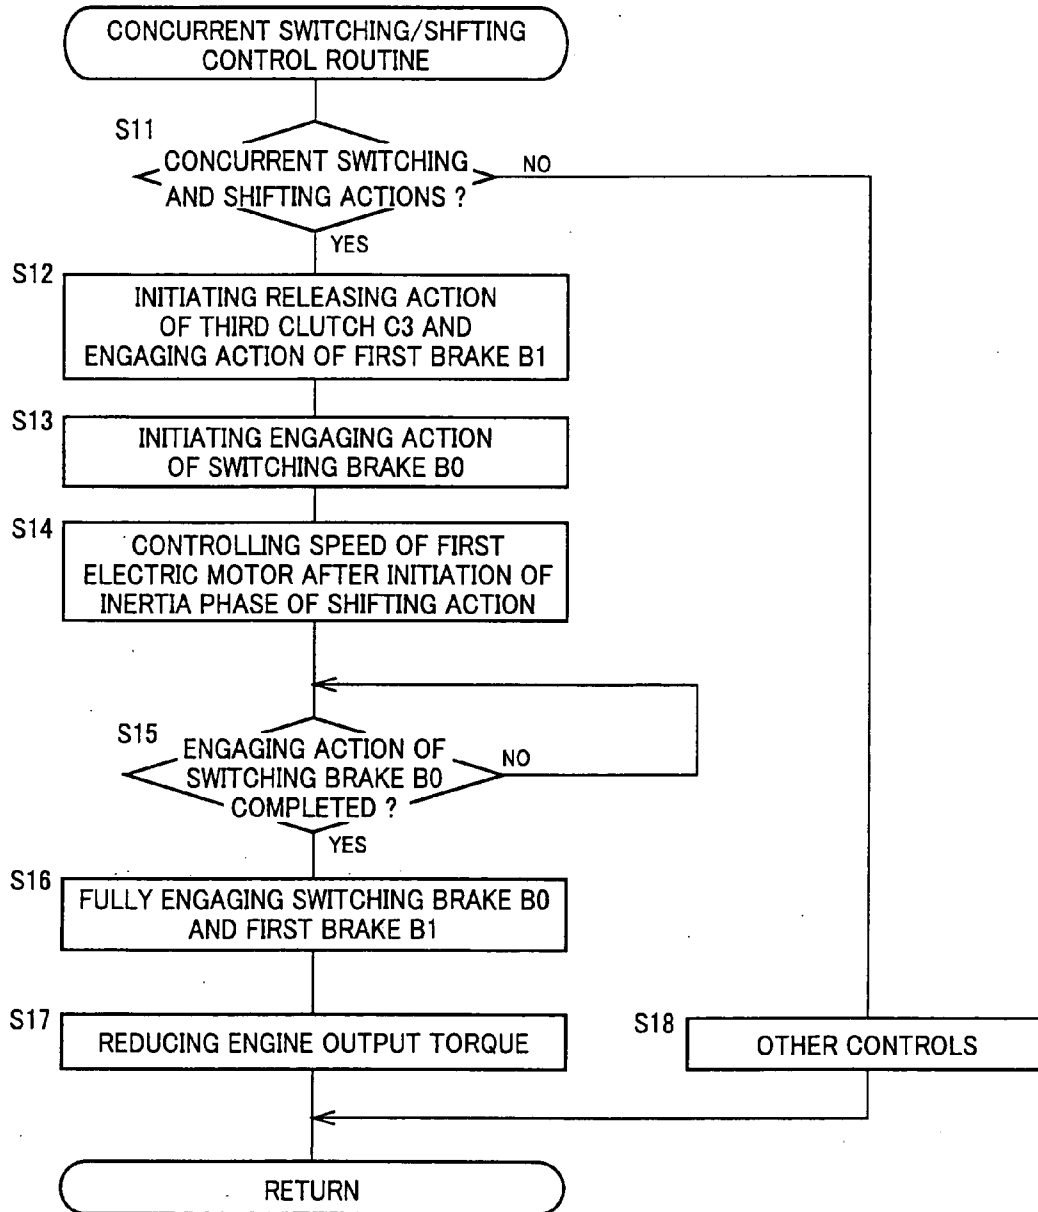 CONCURRENT SWITCHING/SHFTING
CONTROL ROUTINE
S11
CONCURRENT SWITCHING
AND SHIFTING ACTIONS ?
NO
YES
S12
INITIATING RELEASING ACTION
OF THIRD CLUTCH C3 AND
ENGAGING ACTION OF FIRST BRAKE B1
S13
INITIATING ENGAGING ACTION
OF SWITCHING BRAKE B0
S14
CONTROLLING SPEED OF FIRST
ELECTRIC MOTOR AFTER INITIATION OF
INERTIA PHASE OF SHIFTING ACTION
S15
ENGAGING ACTION OF
SWITCHING BRAKE B0
COMPLETED ?
NO
YES
S16
FULLY ENGAGING SWITCHING BRAKE B0
AND FIRST BRAKE B1
S17
REDUCING ENGINE OUTPUT TORQUE
S18
OTHER CONTROLS
RETURN